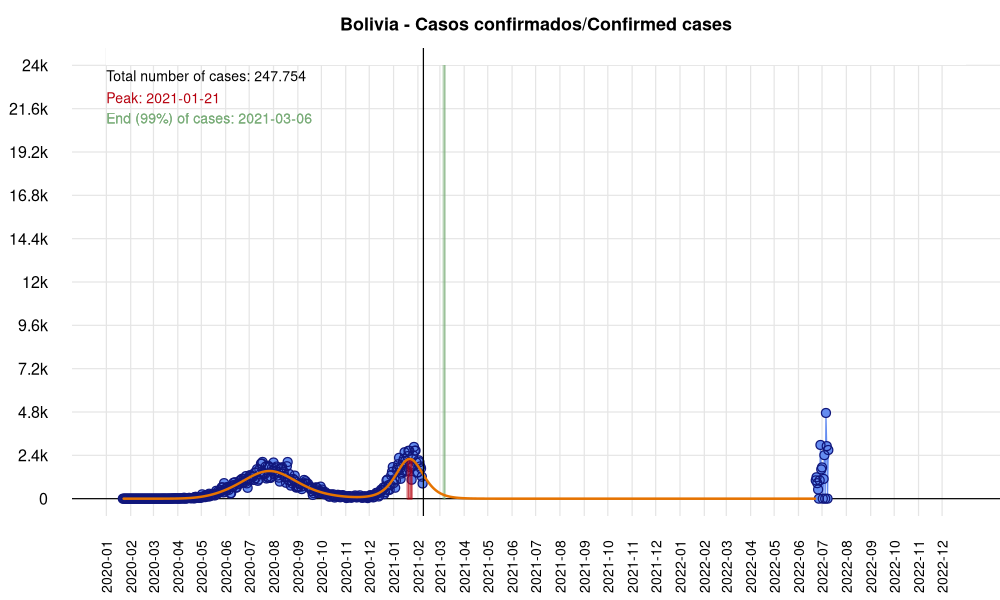 Bolivia - Casos confirmados/Confirmed cases
Total number of cases: 247.754
Peak: 2021-01-21
End (99%) of cases: 2021-03-06
24k
21.6k
19.2k
16.8k
14.4k
12k
9.6k
7.2k
4.8k
2.4k
0
2020-01
2020-02
2020-03
2020-04
2020-05
2020-06
2020-07
2020-08
2020-09
2020-10
2020-11
2020-12
2021-01
2021-02
2021-03
2021-04
2021-05
2021-06
2021-07
2021-08
2021-09
2021-10
2021-11
2021-12
2022-01
2022-02
2022-03
2022-04
2022-05
2022-06
2022-07
2022-08
2022-09
2022-10
2022-11
2022-12